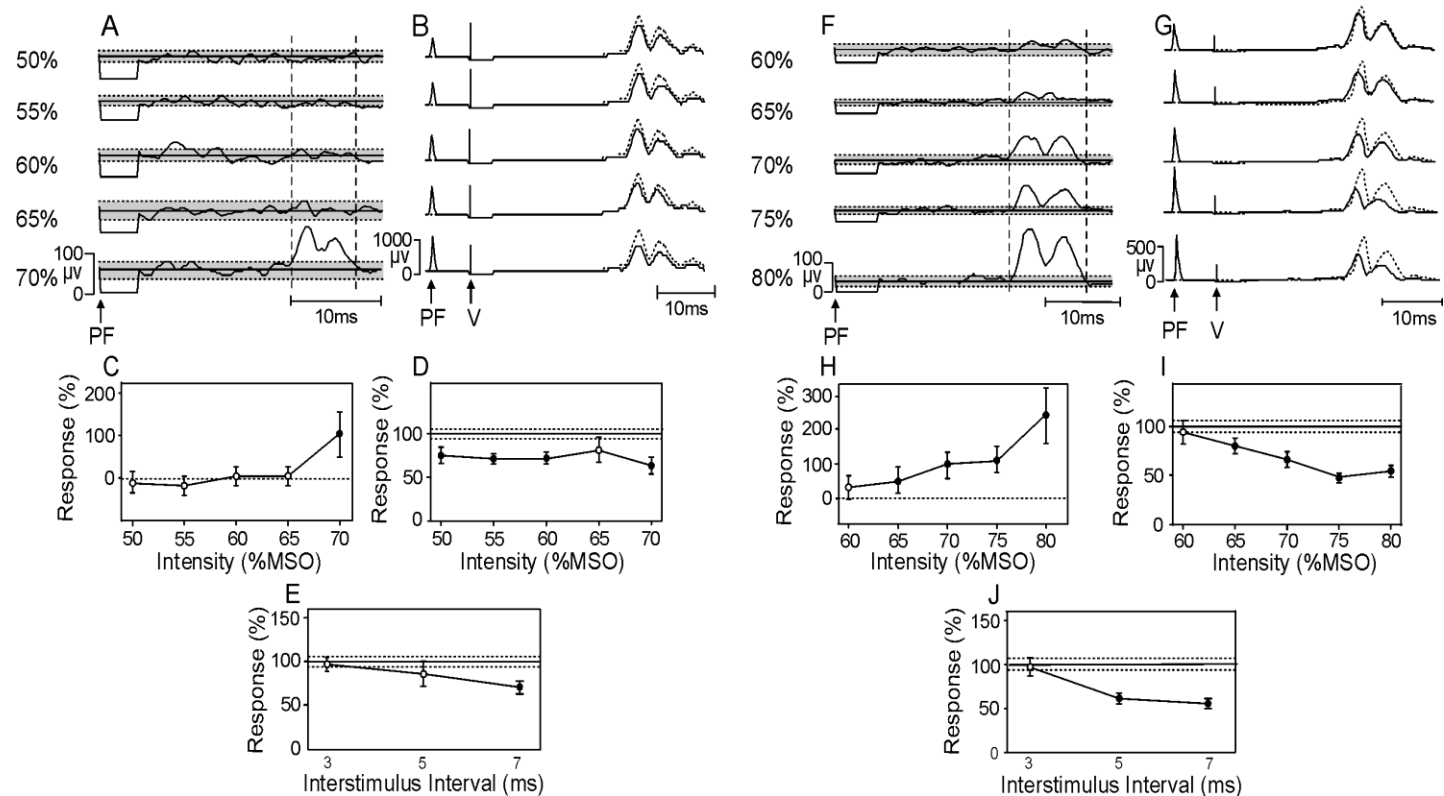 A
50%
55%
60%
65%
70%
100
μv
0
10ms
PF
B
1000
μv
0
10ms
PF
V
F
60%
65%
70%
75%
80%
100
μv
0
10ms
PF
G
500
μv
0
10ms
PF
V
C
Response (%)
200
100
0
50 55 60 65 70
Intensity (%MSO)
D
Response (%)
100
50
0
50 55 60 65 70
Intensity (%MSO)
H
Response (%)
300
200
100
0
60 65 70 75 80
Intensity (%MSO)
I
Response (%)
100
50
0
60 65 70 75 80
Intensity (%MSO)
E
Response (%)
150
100
50
0
3 5 7
Interstimulus Interval (ms)
J
Response (%)
150
100
50
0
3 5 7
Interstimulus Interval (ms)